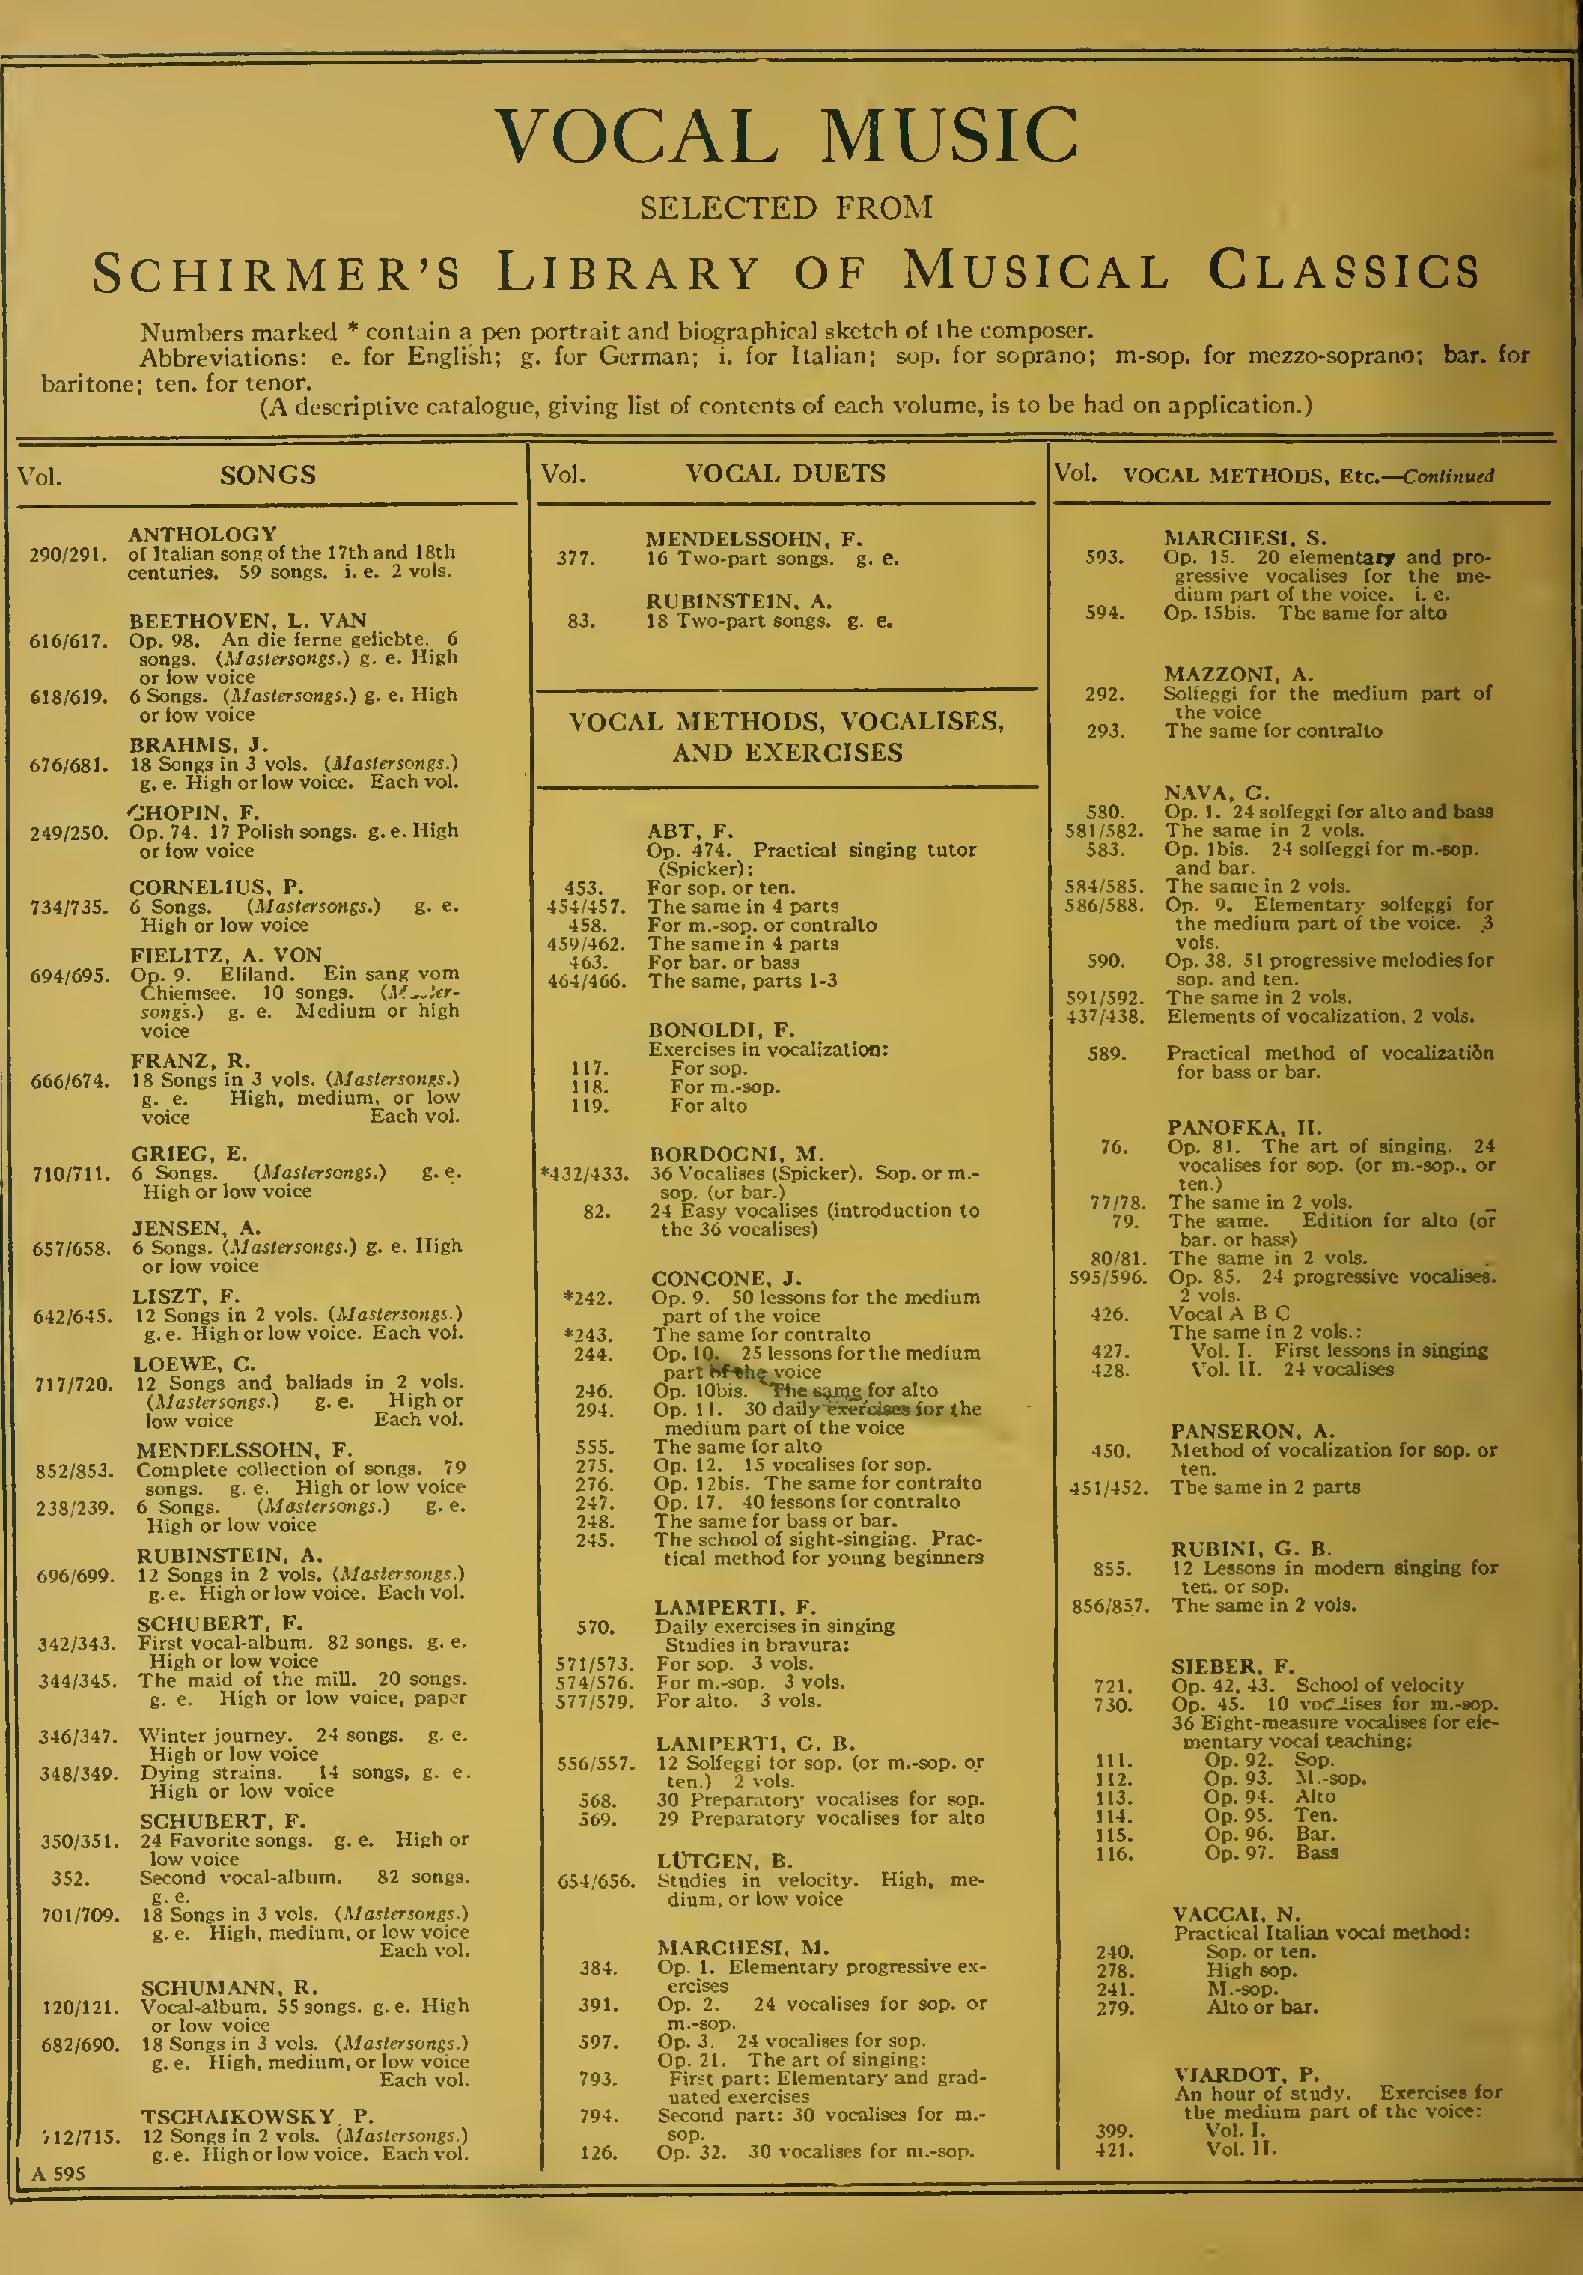 VOCAL MUSIC
SELECTED FROM
SCHIRMER'S LIBRARY OF MUSICAL CLASSICS
Numbers marked * contain a pen portrait and biographical sketch of the composer.
Abbreviations: e. for English; g. for German; i. for Italian; sop. for soprano; m-sop. for mezzo-soprano; bar. for
baritone; ten. for tenor.
(A descriptive catalogue, giving list of contents of each volume, is to be had on application.)
Vol. SONGS
ANTHOLOGY
290/291. of Italian song of the 17th and 18th
centuries. 59 songs. i. e. 2 vols.
BEETHOVEN, L. VAN
616/617. Op. 98. An die ferne geliebte. 6
songs. (Mastersongs.) g. e. High
or low voice
618/619. 6 Songs. (Mastersongs.) g. e. High
or low voice
BRAHMS, J.
676/681. 18 Songs in 3 vols. (Mastersongs.)
g. e. High or low voice. Each vol.
CHOPIN, F.
249/250. Op. 74. 17 Polish songs. g. e. High
or low voice
CORNELIUS, P.
734/735. 6 Songs. (Mastersongs.) g. e.
High or low voice
FIELITZ, A. VON
694/695. Op. 9. Eliland. Ein sang vom
Chiemsee. 10 songs. (Master-
songs.) g. e. Medium or high
voice
FRANZ, R.
666/674. 18 Songs in 3 vols. (Mastersongs.)
g. e. High, medium, or low
voice Each vol.
GRIEG, E.
710/711. 6 Songs. (Mastersongs.) g. e.
High or low voice
JENSEN, A.
657/658. 6 Songs. (Mastersongs.) g. e. High
or low voice
LISZT, F.
642/645. 12 Songs in 2 vols. (Mastersongs.)
g. e. High or low voice. Each vol.
LOEWE, C.
717/720. 12 Songs and ballads in 2 vols.
(Mastersongs.) g. e. High or
low voice Each vol.
MENDELSSOHN, F.
852/853. Complete collection of songs. 79
songs. g. e. High or low voice
238/239. 6 Songs. (Mastersongs.) g. e.
High or low voice
RUBINSTEIN, A.
696/699. 12 Songs in 2 vols. (Mastersongs.)
g. e. High or low voice. Each vol.
SCHUBERT, F.
342/343. First vocal-album. 82 songs. g. e.
High or low voice
344/345. The maid of the mill. 20 songs.
g. e. High or low voice, paper
346/347. Winter journey. 24 songs. g. e.
High or low voice
348/349. Dying strains. 14 songs, g. e.
High or low voice
SCHUBERT, F.
350/351. 24 Favorite songs. g. e. High or
low voice
352. Second vocal-album. 82 songs.
g. e.
701/709. 18 Songs in 3 vols. (Mastersongs.)
g. e. High, medium, or low voice
Each vol.
SCHUMANN, R.
120/121. Vocal-album. 55 songs. g. e. High
or low voice
682/690. 18 Songs in 3 vols. (Mastersongs.)
g. e. High, medium, or low voice
Each vol.
TSCHAIKOWSKY, P.
712/715. 12 Songs in 2 vols. (Mastersongs.)
g. e. High or low voice. Each vol.
A 595
Vol. VOCAL DUETS
MENDELSSOHN, F.
377. 16 Two-part songs. g. e.
RUBINSTEIN, A.
83. 18 Two-part songs. g. e.
VOCAL METHODS, VOCALISES,
AND EXERCISES
ABT, F.
Op. 474. Practical singing tutor
(Spicker):
453. For sop. or ten.
454/457. The same in 4 parts
458. For m.-sop. or contralto
459/462. The same in 4 parts
463. For bar. or bass
464/466. The same, parts 1-3
BONOLDI, F.
Exercises in vocalization:
117. For sop.
118. For m.-sop.
119. For alto
BORDOGNI, M.
*432/433. 36 Vocalises (Spicker). Sop. or m.-
sop. (or bar.)
82. 24 Easy vocalises (introduction to
the 36 vocalises)
CONCONE, J.
*242. Op. 9. 50 lessons for the medium
part of the voice
*243. The same for contralto
244. Op. 10. 25 lessons for the medium
part of the voice
246. Op. 10bis. The same for alto
294. Op. 11. 30 daily exercises for the
medium part of the voice
555. The same for alto
275. Op. 12. 15 vocalises for sop.
276. Op. 12bis. The same for contralto
247. Op. 17. 40 lessons for contralto
248. The same for bass or bar.
245. The school of sight-singing. Prac-
tical method for young beginners
LAMPERTI, F.
570. Daily exercises in singing
Studies in bravura:
571/573. For sop. 3 vols.
574/576. For m.-sop. 3 vols.
577/579. For alto. 3 vols.
LAMPERTI, G. B.
556/557. 12 Solfeggi for sop. (or m.-sop. or
ten.) 2 vols.
568. 30 Preparatory vocalises for sop.
569. 29 Preparatory vocalises for alto
LÜTGEN, B.
654/656. Studies in velocity. High, me-
dium, or low voice
MARCHESI, M.
384. Op. 1. Elementary progressive ex-
ercises
391. Op. 2. 24 vocalises for sop. or
m.-sop.
597. Op. 3. 24 vocalises for sop.
Op. 21. The art of singing:
793. First part: Elementary and grad-
uated exercises
794. Second part: 30 vocalises for m.-
sop.
126. Op. 32. 30 vocalises for m.-sop.
Vol. VOCAL METHODS, Etc.—Continued
MARCHESI, S.
593. Op. 15. 20 elementary and pro-
gressive vocalises for the me-
dium part of the voice. i. e.
594. Op. 15bis. The same for alto
MAZZONI, A.
292. Solfeggi for the medium part of
the voice
293. The same for contralto
NAVA, G.
580. Op. 1. 24 solfeggi for alto and bass
581/582. The same in 2 vols.
583. Op. 1bis. 24 solfeggi for m.-sop.
and bar.
584/585. The same in 2 vols.
586/588. Op. 9. Elementary solfeggi for
the medium part of the voice. 3
vols.
590. Op. 38. 51 progressive melodies for
sop. and ten.
591/592. The same in 2 vols.
437/438. Elements of vocalization, 2 vols.
589. Practical method of vocalization
for bass or bar.
PANOFKA, H.
76. Op. 81. The art of singing. 24
vocalises for sop. (or m.-sop., or
ten.)
77/78. The same in 2 vols.
79. The same. Edition for alto (or
bar. or bass)
80/81. The same in 2 vols.
595/596. Op. 85. 24 progressive vocalises.
2 vols.
426. Vocal A B C
The same in 2 vols.:
427. Vol. I. First lessons in singing
428. Vol. II. 24 vocalises
PANSERON, A.
450. Method of vocalization for sop. or
ten.
451/452. The same in 2 parts
RUBINI, G. B.
855. 12 Lessons in modern singing for
ten. or sop.
856/857. The same in 2 vols.
SIEBER, F.
721. Op. 42, 43. School of velocity
730. Op. 45. 10 vocalises for m.-sop.
36 Eight-measure vocalises for ele-
mentary vocal teaching:
111. Op. 92. Sop.
112. Op. 93. M.-sop.
113. Op. 94. Alto
114. Op. 95. Ten.
115. Op. 96. Bar.
116. Op. 97. Bass
VACCAI, N.
Practical Italian vocal method:
240. Sop. or ten.
278. High sop.
241. M.-sop.
279. Alto or bar.
VIARDOT, P.
An hour of study. Exercises for
the medium part of the voice:
399. Vol. I.
421. Vol. II.